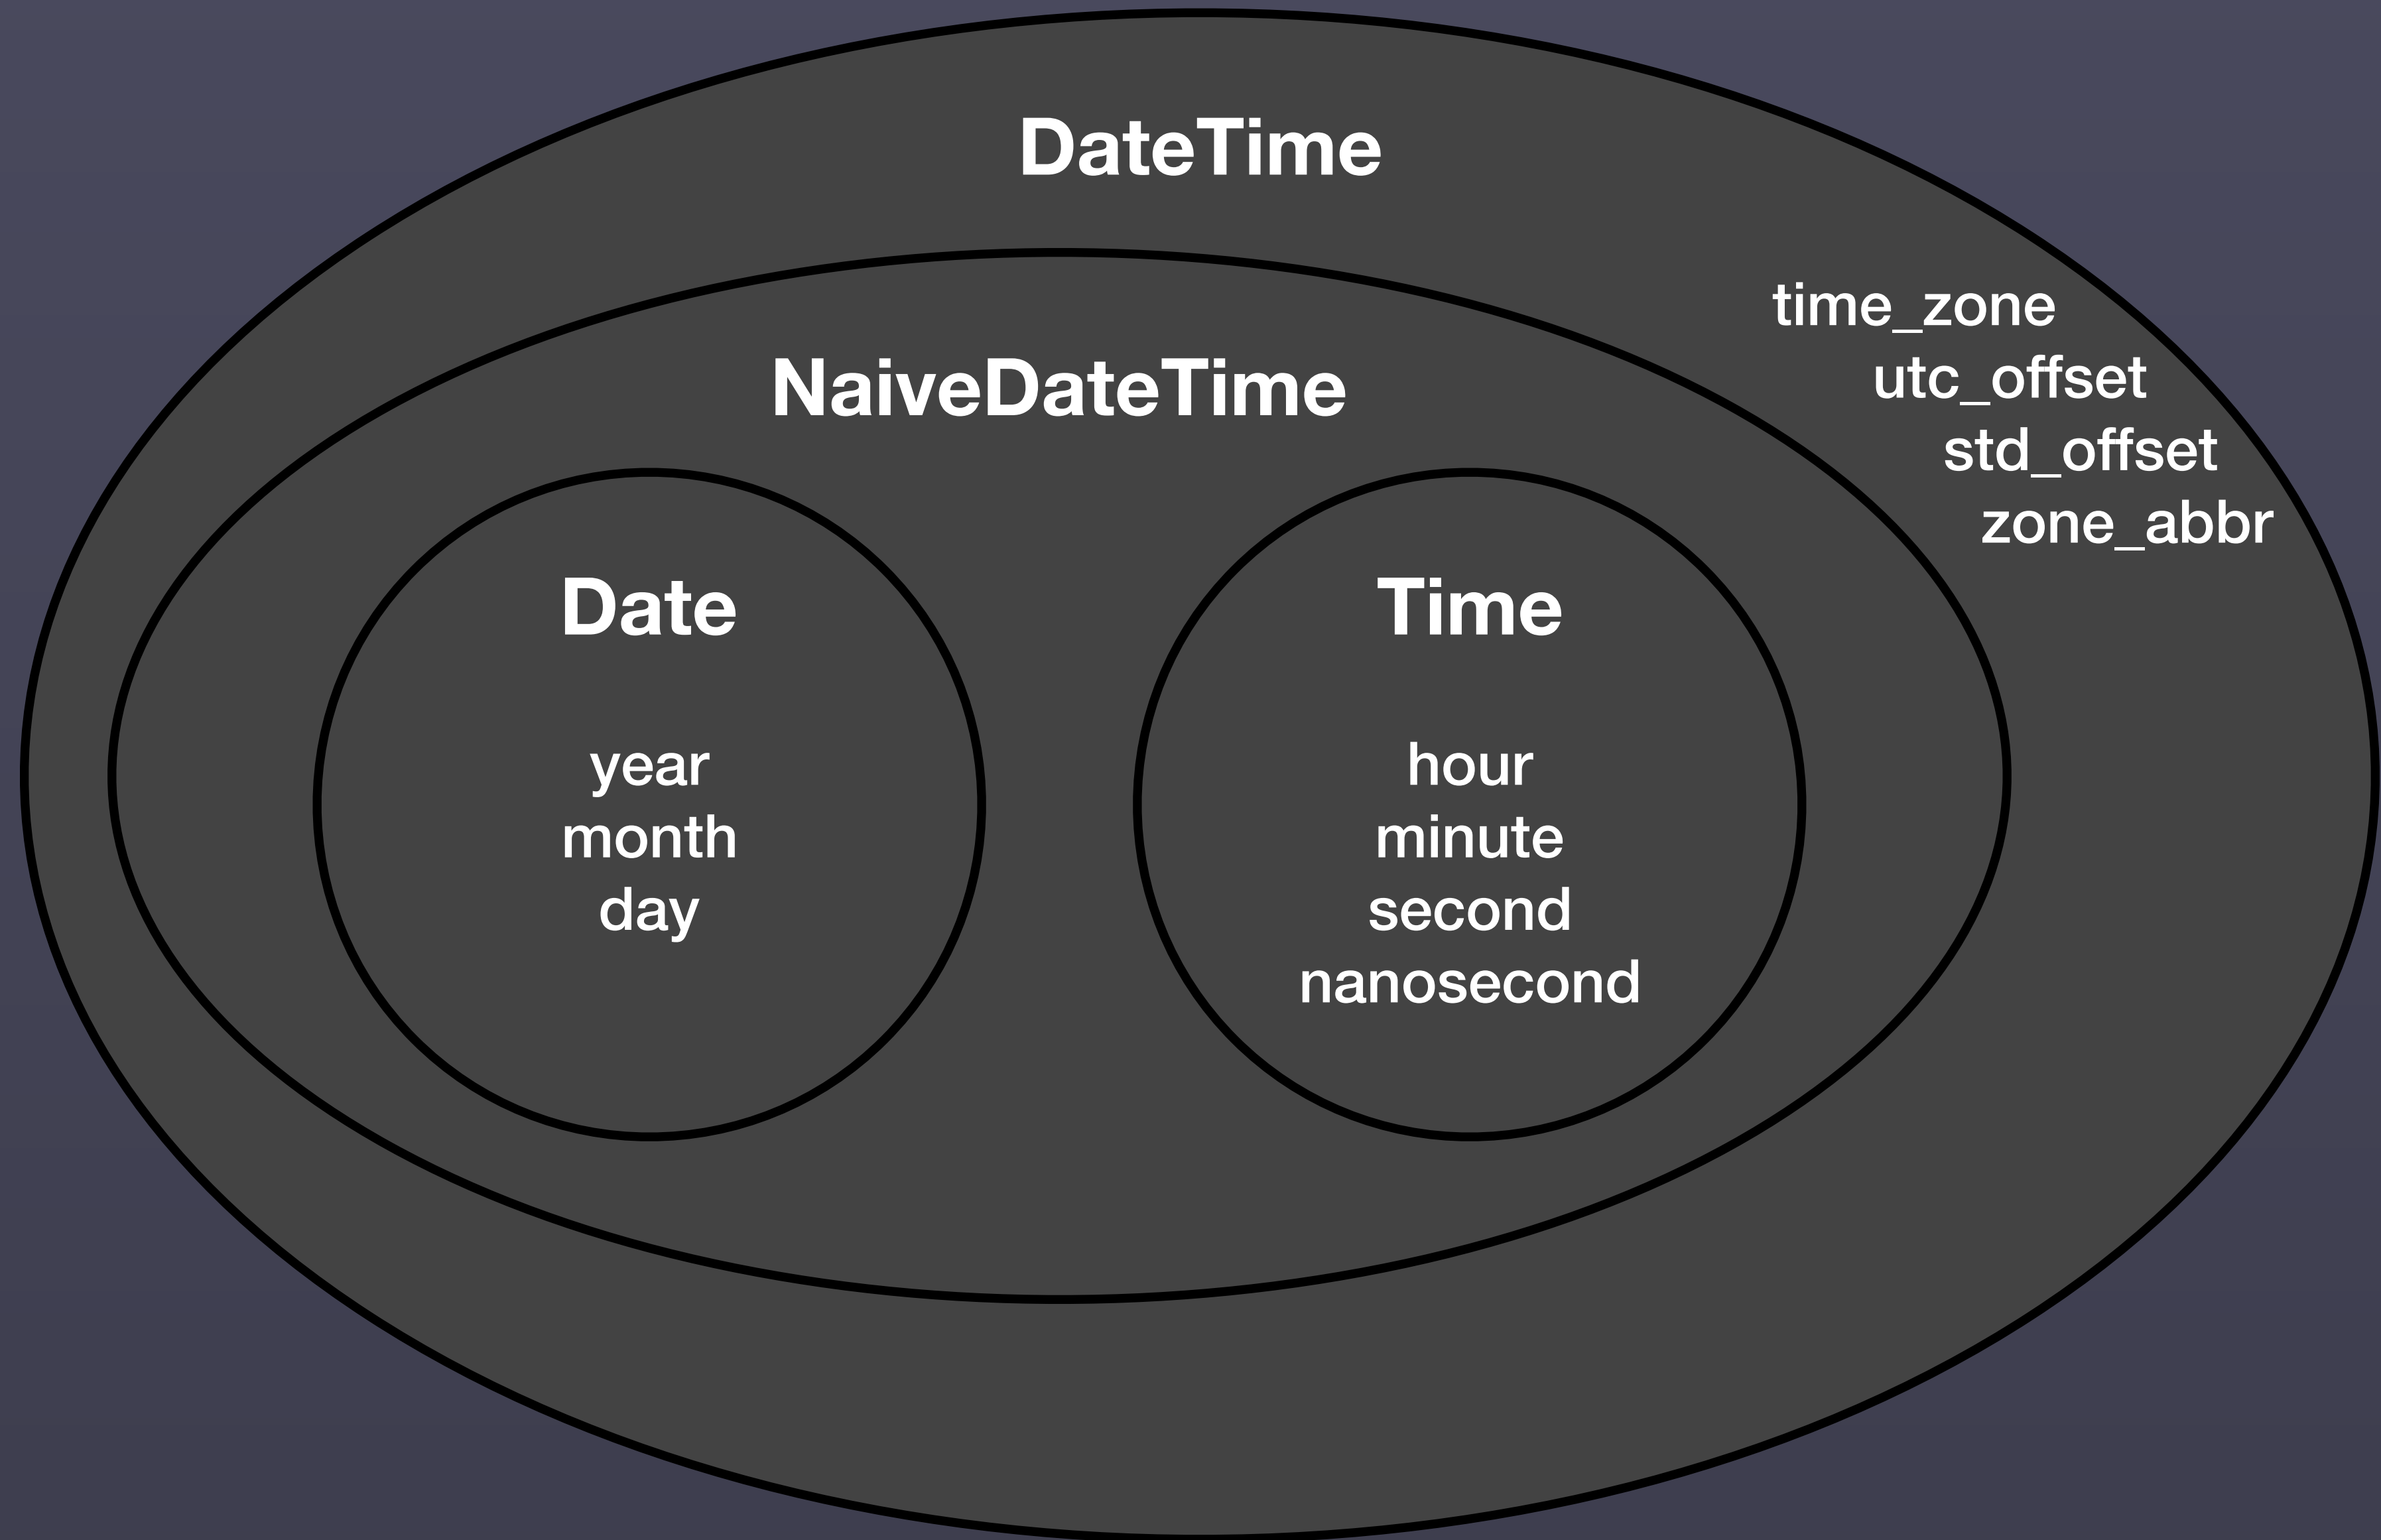 DateTime
time_zone
utc_offset
std_offset
zone_abbr
NaiveDateTime
Date
year
month
day
Time
hour
minute
second
nanosecond